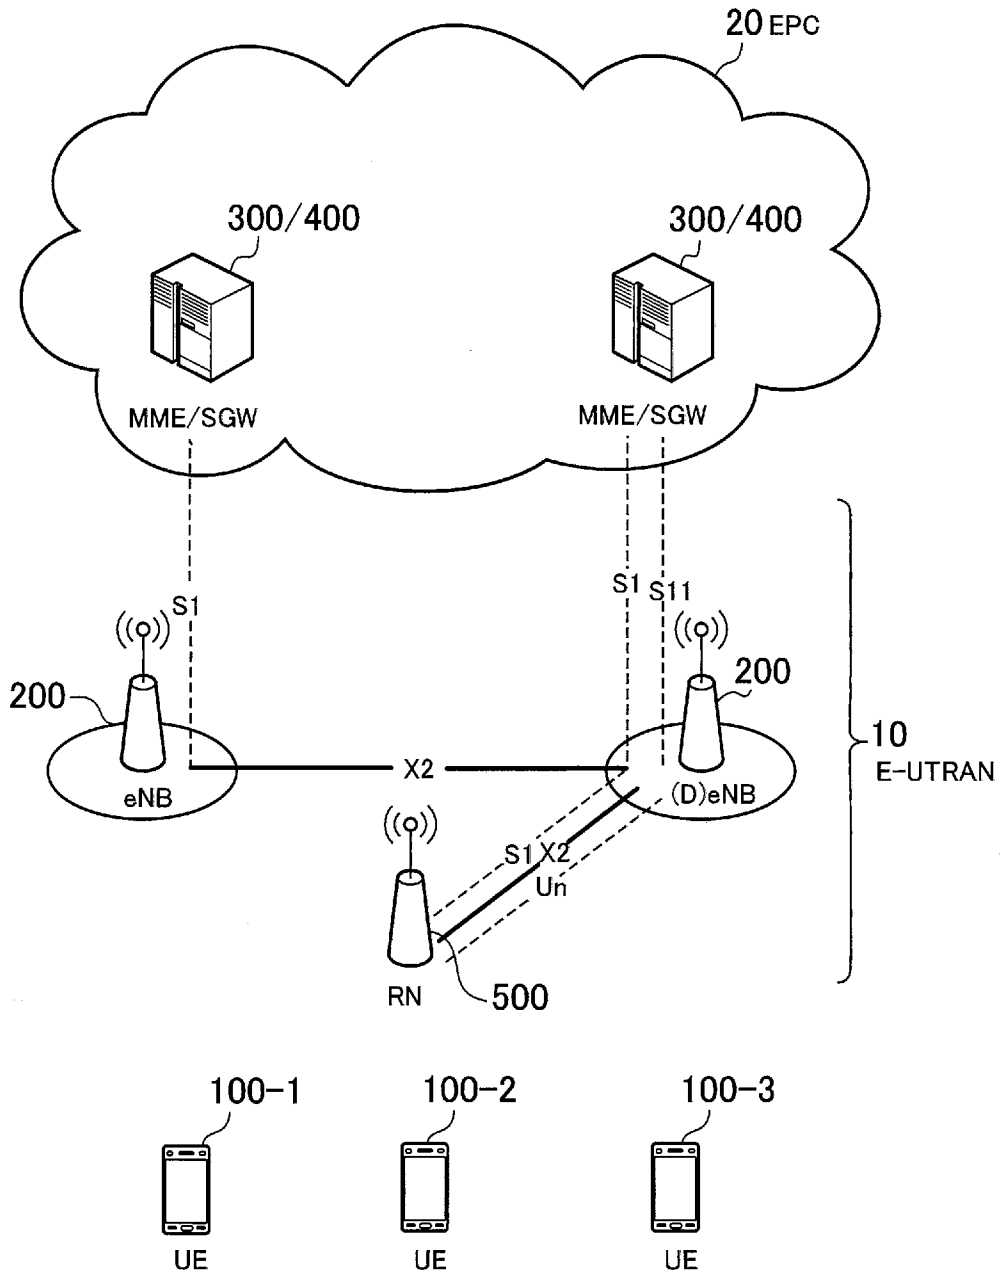 20 EPC
300/400
300/400
MME/SGW
MME/SGW
S1
S1
S11
200
200
eNB
X2
(D)eNB
10
E-UTRAN
S1 X2
Un
RN
500
100-1
100-2
100-3
UE
UE
UE